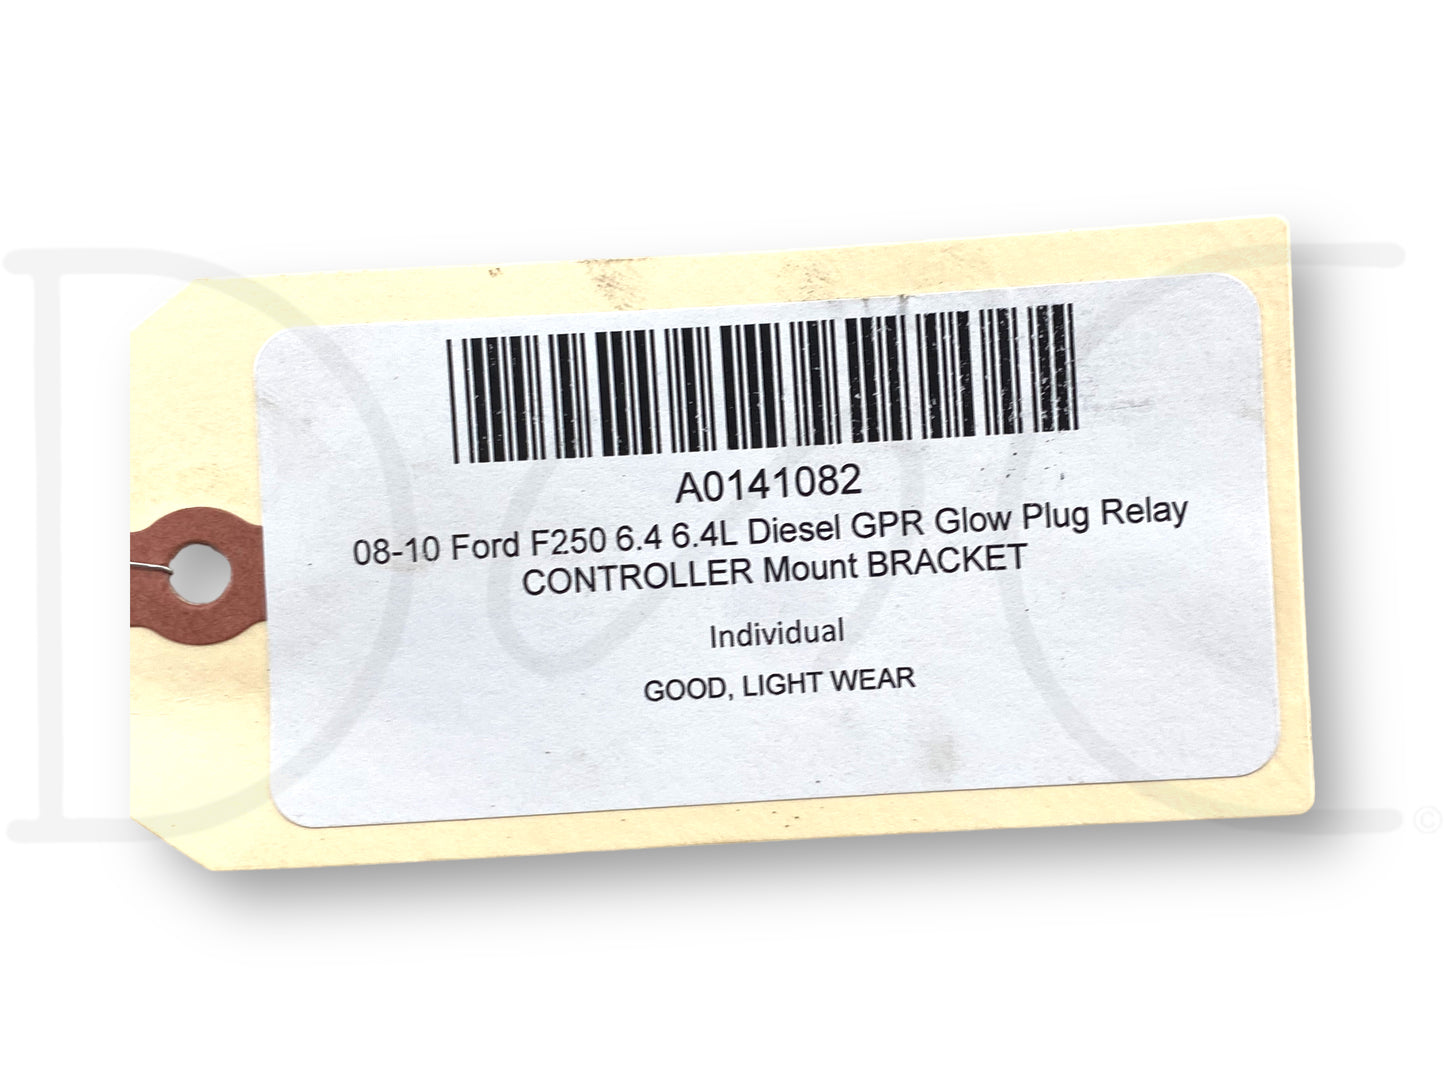 A0141082
08-10 Ford F250 6.4 6.4L Diesel GPR Glow Plug Relay
CONTROLLER Mount BRACKET
Individual
GOOD, LIGHT WEAR
©